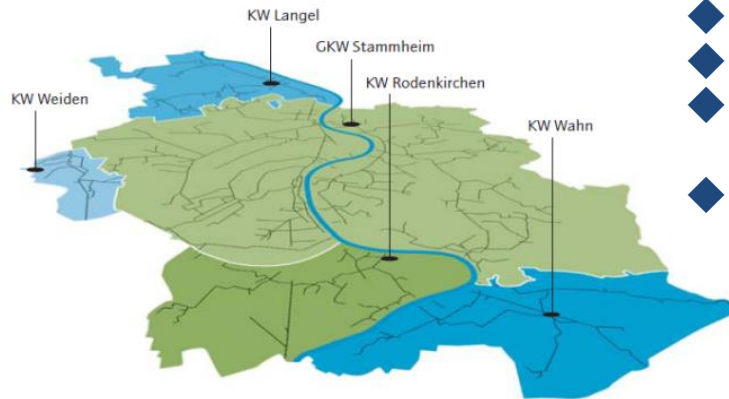 KW Langel
GKW Stammheim
KW Rodenkirchen
KW Weiden
KW Wahn